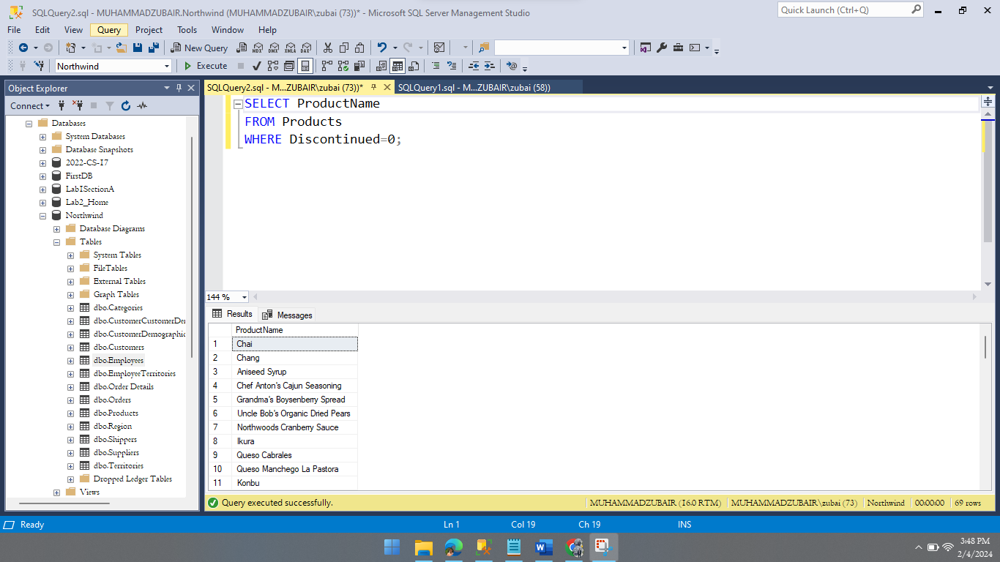 SQLQuery2.sql - MUHAMMADZUBAIR.Northwind (MUHAMMADZUBAIR\zubai (73))* - Microsoft SQL Server Management Studio
Quick Launch (Ctrl+Q)
File Edit View Query Project Tools Window Help
New Query MDX DMX XMLA DAX
Northwind Execute
Object Explorer
SQLQuery2.sql - M...ZUBAIR\zubai (73))* SQLQuery1.sql - M...ZUBAIR\zubai (58))
Connect
Databases
System Databases
Database Snapshots
2022-CS-17
FirstDB
Lab1SectionA
Lab2_Home
Northwind
Database Diagrams
Tables
System Tables
FileTables
External Tables
Graph Tables
dbo.Categories
dbo.CustomerCustomerDe
dbo.CustomerDemographic
dbo.Customers
dbo.Employees
dbo.EmployeeTerritories
dbo.Order Details
dbo.Orders
dbo.Products
dbo.Region
dbo.Shippers
dbo.Suppliers
dbo.Territories
Dropped Ledger Tables
Views
SELECT ProductName
FROM Products
WHERE Discontinued=0;
144 %
Results Messages
ProductName
1 Chai
2 Chang
3 Aniseed Syrup
4 Chef Anton's Cajun Seasoning
5 Grandma's Boysenberry Spread
6 Uncle Bob's Organic Dried Pears
7 Northwoods Cranberry Sauce
8 Ikura
9 Queso Cabrales
10 Queso Manchego La Pastora
11 Konbu
Query executed successfully. MUHAMMADZUBAIR (16.0 RTM) MUHAMMADZUBAIR\zubai (73) Northwind 00:00:00 69 rows
Ready Ln 1 Col 19 Ch 19 INS
3:48 PM
2/4/2024